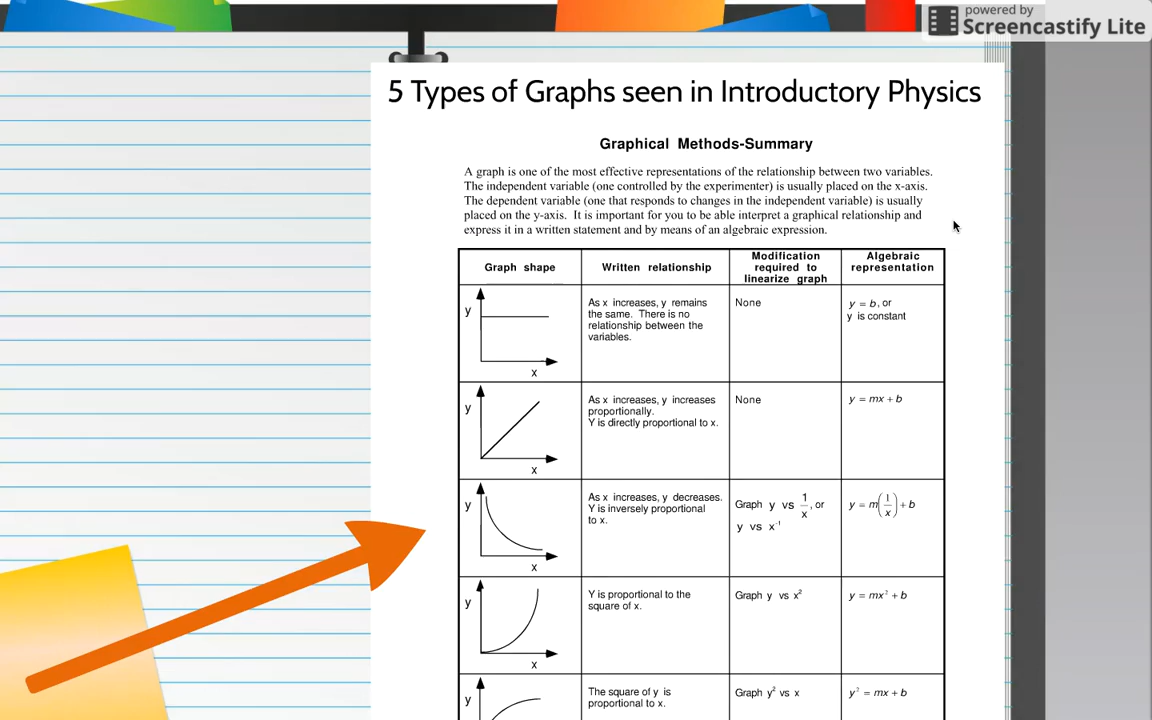 powered by
Screencastify Lite
5 Types of Graphs seen in Introductory Physics
Graphical Methods-Summary
A graph is one of the most effective representations of the relationship between two variables.
The independent variable (one controlled by the experimenter) is usually placed on the x-axis.
The dependent variable (one that responds to changes in the independent variable) is usually
placed on the y-axis. It is important for you to be able interpret a graphical relationship and
express it in a written statement and by means of an algebraic expression.
Graph shape
Written relationship
Modification
required to
linearize graph
Algebraic
representation
y
x
As x increases, y remains
the same. There is no
relationship between the
variables.
None
y = b, or
y is constant
y
x
As x increases, y increases
proportionally.
Y is directly proportional to x.
None
y = mx + b
y
x
As x increases, y decreases.
Y is inversely proportional
to x.
Graph y vs 1/x, or
y vs x⁻¹
y = m(1/x) + b
y
x
Y is proportional to the
square of x.
Graph y vs x²
y = mx² + b
y
The square of y is
proportional to x.
Graph y² vs x
y² = mx + b